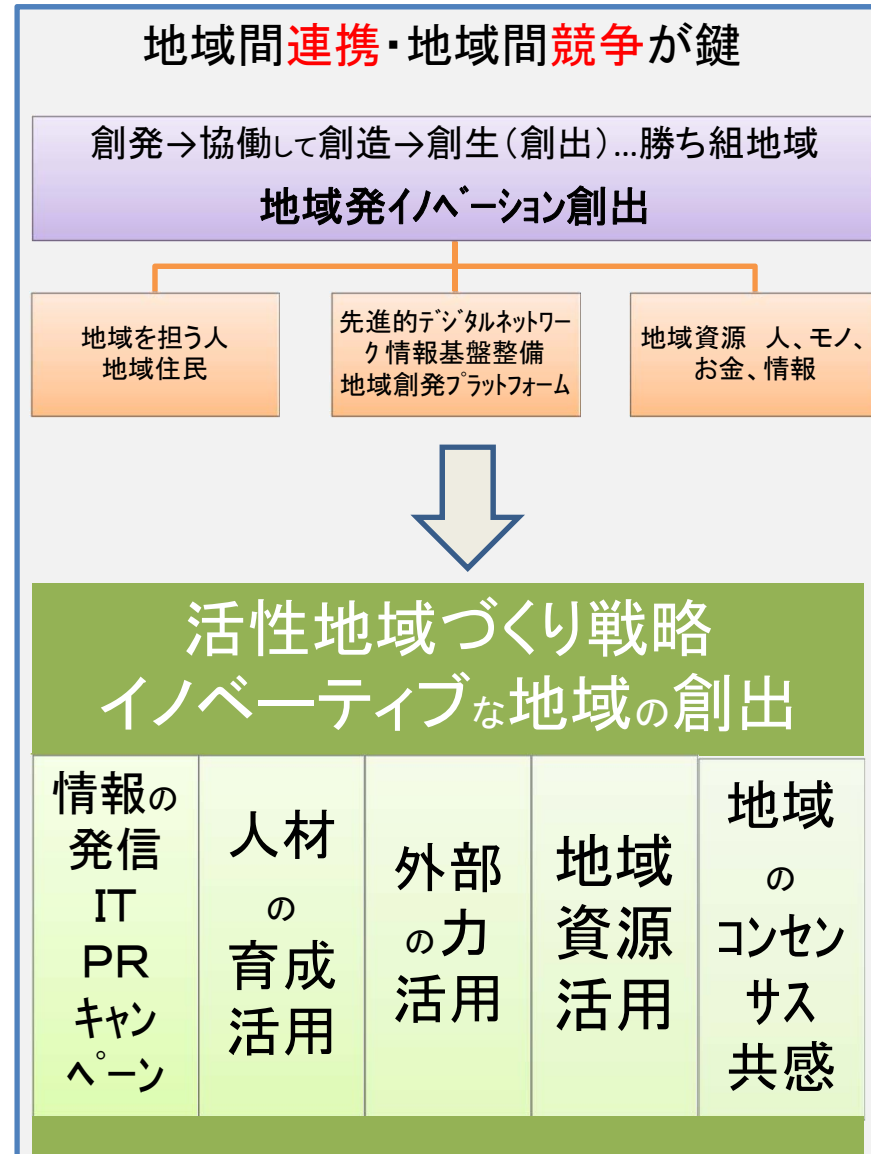 地域間連携・地域間競争が鍵
創発→協働して創造→創生(創出)...勝ち組地域
地域発ｲﾉﾍﾞｰｼｮﾝ創出
地域を担う人
地域住民
先進的ﾃﾞｼﾞﾀﾙﾈｯﾄﾜｰ
ｸ情報基盤整備
地域創発ﾌﾟﾗｯﾄﾌｫｰﾑ
地域資源　人、モノ、
お金、情報
活性地域づくり戦略
イノベーティブな地域の創出
情報の
発信
IT
PR
ｷｬﾝ
ﾍﾟｰﾝ
人材
の
育成
活用
外部
の力
活用
地域
資源
活用
地域
の
ｺﾝｾﾝ
ｻｽ
共感